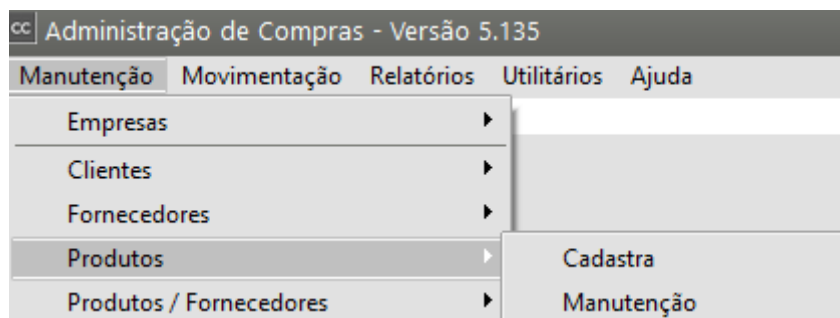 cc Administração de Compras - Versão 5.135
Manutenção Movimentação Relatórios Utilitários Ajuda
Empresas
Clientes
Fornecedores
Produtos
Cadastra
Produtos / Fornecedores
Manutenção